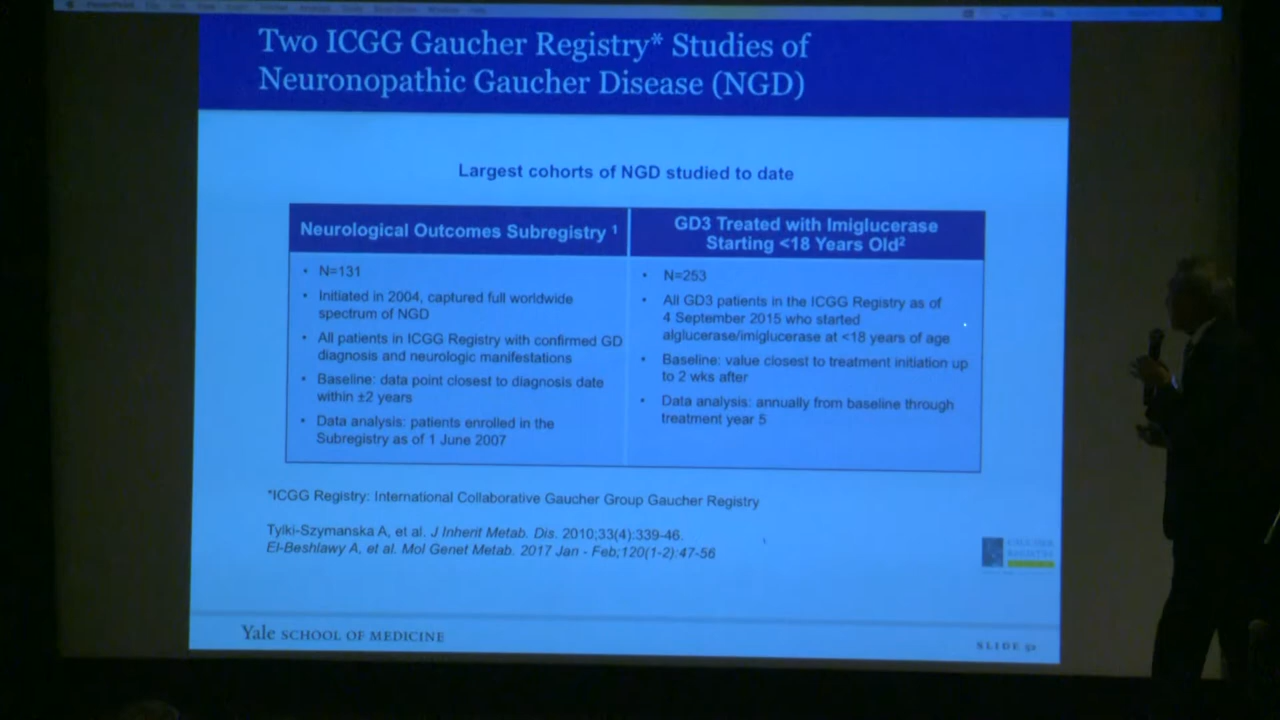 Two ICGG Gaucher Registry* Studies of
Neuronopathic Gaucher Disease (NGD)
Largest cohorts of NGD studied to date
Neurological Outcomes Subregistry ¹
• N=131
• Initiated in 2004, captured full worldwide
spectrum of NGD
• All patients in ICGG Registry with confirmed GD
diagnosis and neurologic manifestations
• Baseline: data point closest to diagnosis date
within ±2 years
• Data analysis: patients enrolled in the
Subregistry as of 1 June 2007
GD3 Treated with Imiglucerase
Starting <18 Years Old²
• N=253
• All GD3 patients in the ICGG Registry as of
4 September 2015 who started
alglucerase/imiglucerase at <18 years of age
• Baseline: value closest to treatment initiation up
to 2 wks after
• Data analysis: annually from baseline through
treatment year 5
*ICGG Registry: International Collaborative Gaucher Group Gaucher Registry
Tylki-Szymanska A, et al. J Inherit Metab. Dis. 2010;33(4):339-46.
El-Beshlawy A, et al. Mol Genet Metab. 2017 Jan - Feb;120(1-2):47-56
GAUCHER
REGISTRY
Yale SCHOOL OF MEDICINE
SLIDE